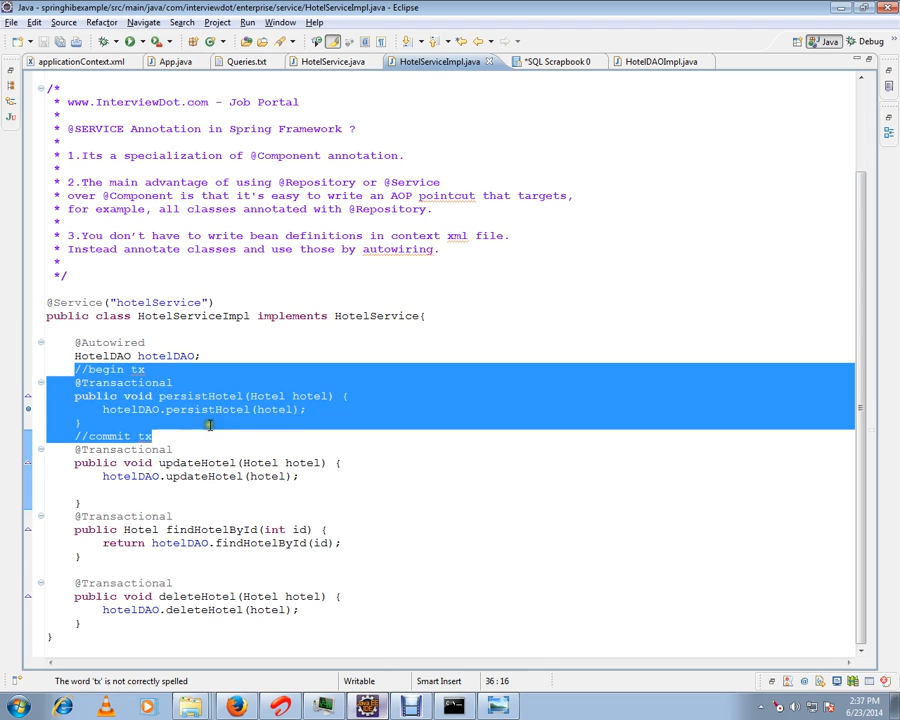 Java - springhibexample/src/main/java/com/interviewdot/enterprise/service/HotelServiceImpl.java - Eclipse
File Edit Source Refactor Navigate Search Project Run Window Help
Java Debug
applicationContext.xml App.java Queries.txt HotelService.java HotelServiceImpl.java *SQL Scrapbook 0 HotelDAOImpl.java
/*
* www.InterviewDot.com - Job Portal
*
* @SERVICE Annotation in Spring Framework ?
*
* 1.Its a specialization of @Component annotation.
*
* 2.The main advantage of using @Repository or @Service
* over @Component is that it's easy to write an AOP pointcut that targets,
* for example, all classes annotated with @Repository.
*
* 3.You don’t have to write bean definitions in context xml file.
* Instead annotate classes and use those by autowiring.
*
*/
@Service("hotelService")
public class HotelServiceImpl implements HotelService{
@Autowired
HotelDAO hotelDAO;
//begin tx
@Transactional
public void persistHotel(Hotel hotel) {
hotelDAO.persistHotel(hotel);
}
//commit tx
@Transactional
public void updateHotel(Hotel hotel) {
hotelDAO.updateHotel(hotel);
}
@Transactional
public Hotel findHotelById(int id) {
return hotelDAO.findHotelById(id);
}
@Transactional
public void deleteHotel(Hotel hotel) {
hotelDAO.deleteHotel(hotel);
}
}
The word 'tx' is not correctly spelled Writable Smart Insert 36 : 16
2:37 PM
6/23/2014